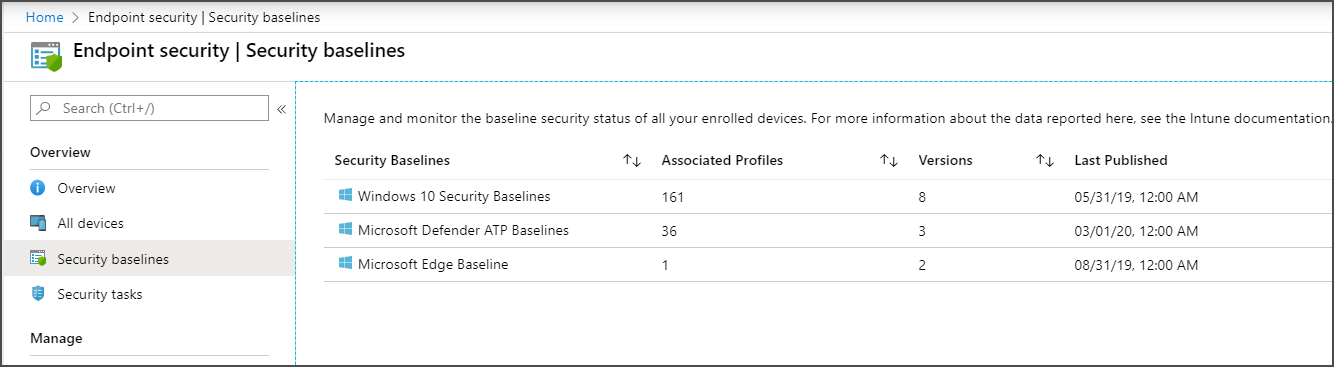 Home > Endpoint security | Security baselines
Endpoint security | Security baselines
Search (Ctrl+/)
«
Overview
Overview
All devices
Security baselines
Security tasks
Manage
Manage and monitor the baseline security status of all your enrolled devices. For more information about the data reported here, see the Intune documentation.
Security Baselines ↑↓ Associated Profiles ↑↓ Versions ↑↓ Last Published
Windows 10 Security Baselines 161 8 05/31/19, 12:00 AM
Microsoft Defender ATP Baselines 36 3 03/01/20, 12:00 AM
Microsoft Edge Baseline 1 2 08/31/19, 12:00 AM